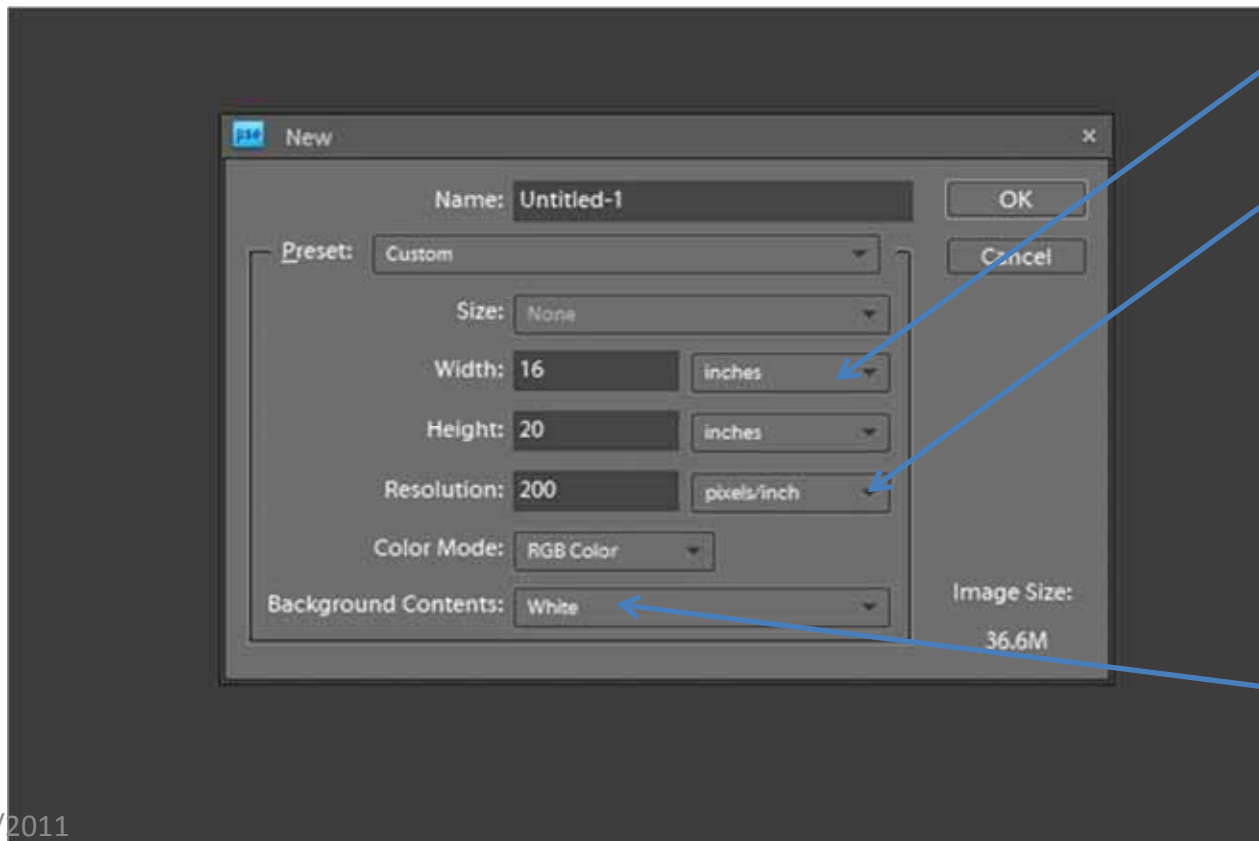 pse New
Name: Untitled-1 OK
Preset: Custom Cancel
Size: None
Width: 16 inches
Height: 20 inches
Resolution: 200 pixels/inch
Color Mode: RGB Color
Background Contents: White
Image Size:
36.6M
/2011